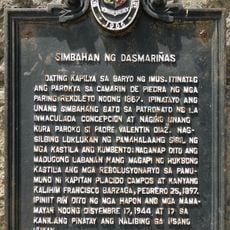 1939
SIMBAHAN NG DASMARIÑAS
DATING KAPILYA SA BARYO NG IMUS. ITINATAG
ANG PAROKYA SA CAMARIN DE PIEDRA NG MGA
PARING REKOLETO NOONG 1867. IPINATAYO ANG
UNANG SIMBAHANG BATO SA PATRONATO NG LA
INMACULADA CONCEPCION AT NAGING UNANG
KURA PAROKO SI PADRE VALENTIN DIAZ. NAG-
SILBING LUKLUKAN NG PAMAHALAANG SIBIL NG
MGA KASTILA ANG KUMBENTO; NAGANAP DITO ANG
MADUGONG LABANAN NANG MAGAPI NG HUKBONG
KASTILA ANG MGA REBOLUSYONARYO SA PAMU-
MUNO NI KAPITAN PLACIDO CAMPOS AT KANYANG
KALIHIM FRANCISCO BARZAGA, PEBRERO 25, 1897.
IPINIIT RIN DITO NG MGA HAPON ANG MGA MAMA-
MAYAN NOONG DISYEMBRE 17, 1944 AT 17 SA
KANILANG PINATAY ANG NALIBING SA IISANG
HUKAY.